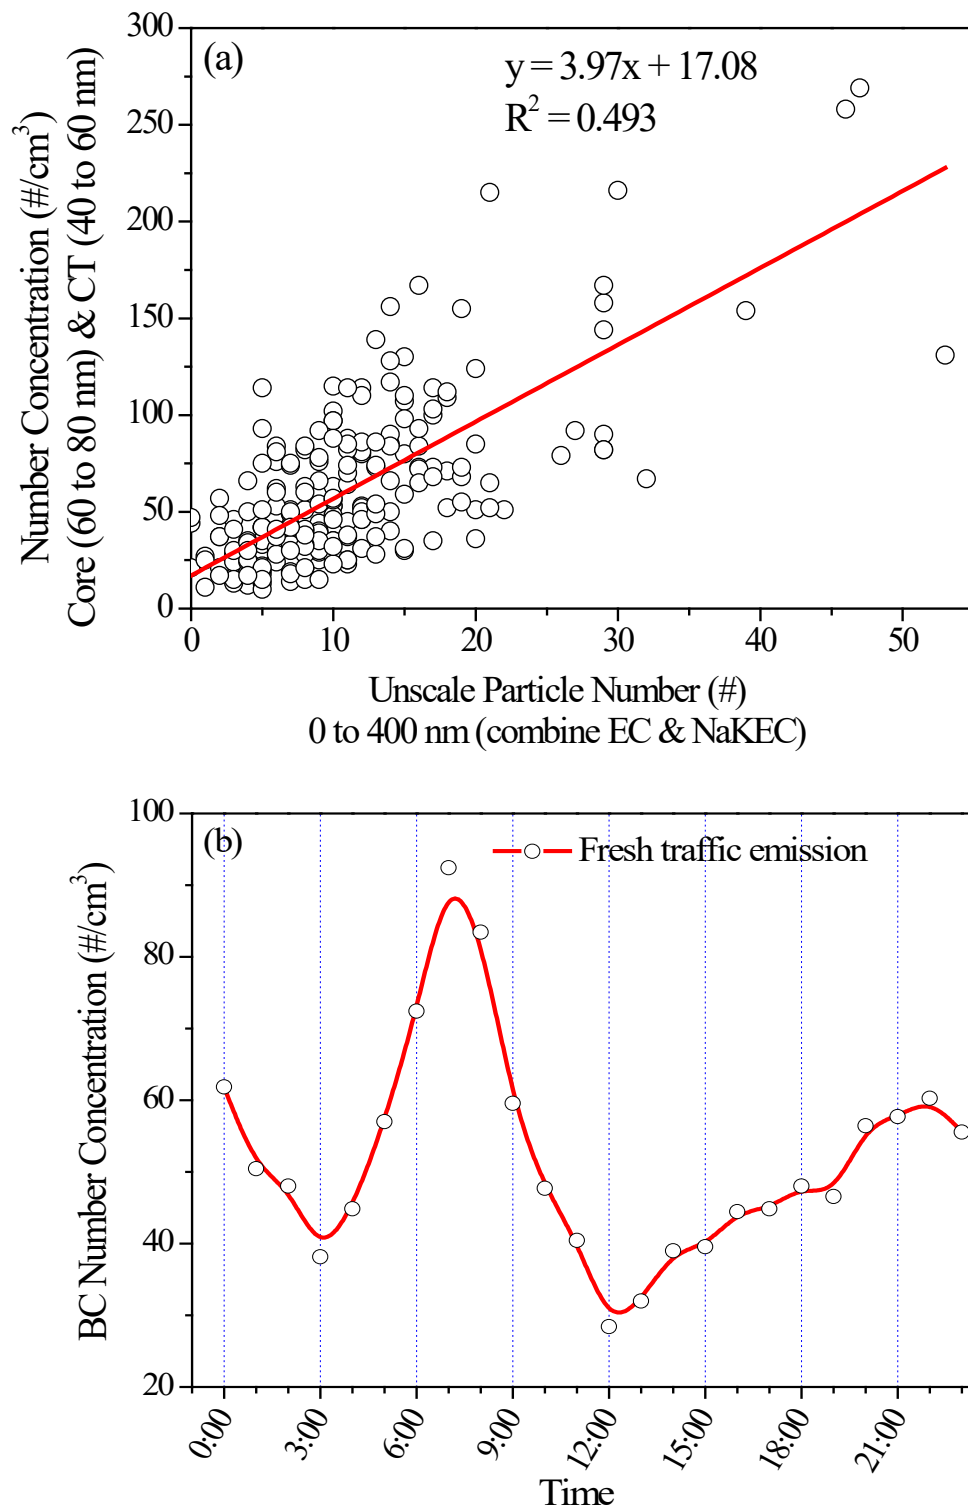 (a)
y = 3.97x + 17.08
R² = 0.493
Number Concentration (#/cm³)
Core (60 to 80 nm) & CT (40 to 60 nm)
300
250
200
150
100
50
0
0 10 20 30 40 50
Unscale Particle Number (#)
0 to 400 nm (combine EC & NaKEC)
(b)
Fresh traffic emission
BC Number Concentration (#/cm³)
100
80
60
40
20
0:00 3:00 6:00 9:00 12:00 15:00 18:00 21:00
Time